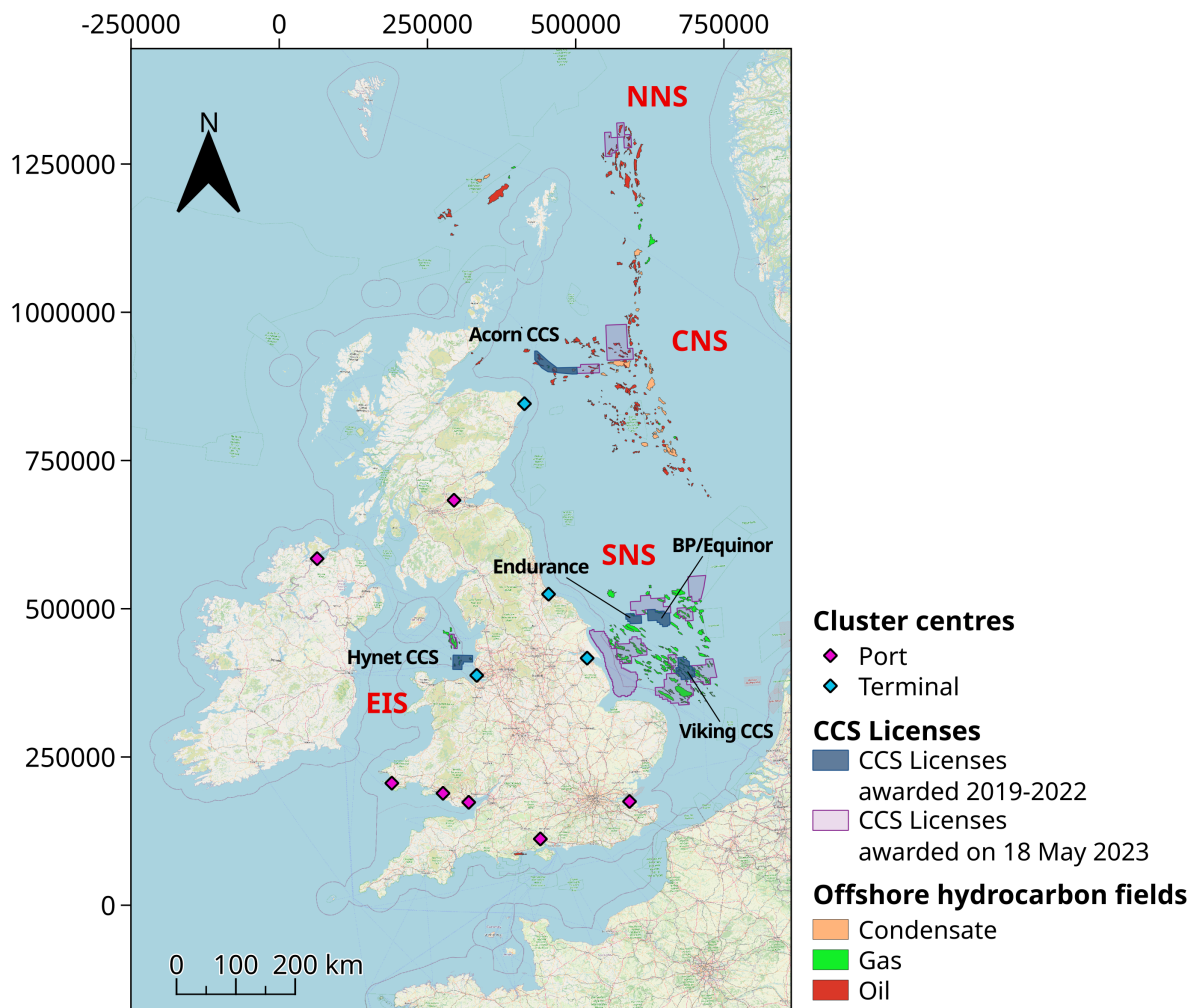 -250000 0 250000 500000 750000
N
NNS
1250000
1000000
Acorn CCS
CNS
750000
SNS
BP/Equinor
Endurance
500000
Hynet CCS
EIS
Viking CCS
250000
0
0 100 200 km
Cluster centres
Port
Terminal
CCS Licenses
CCS Licenses
awarded 2019-2022
CCS Licenses
awarded on 18 May 2023
Offshore hydrocarbon fields
Condensate
Gas
Oil